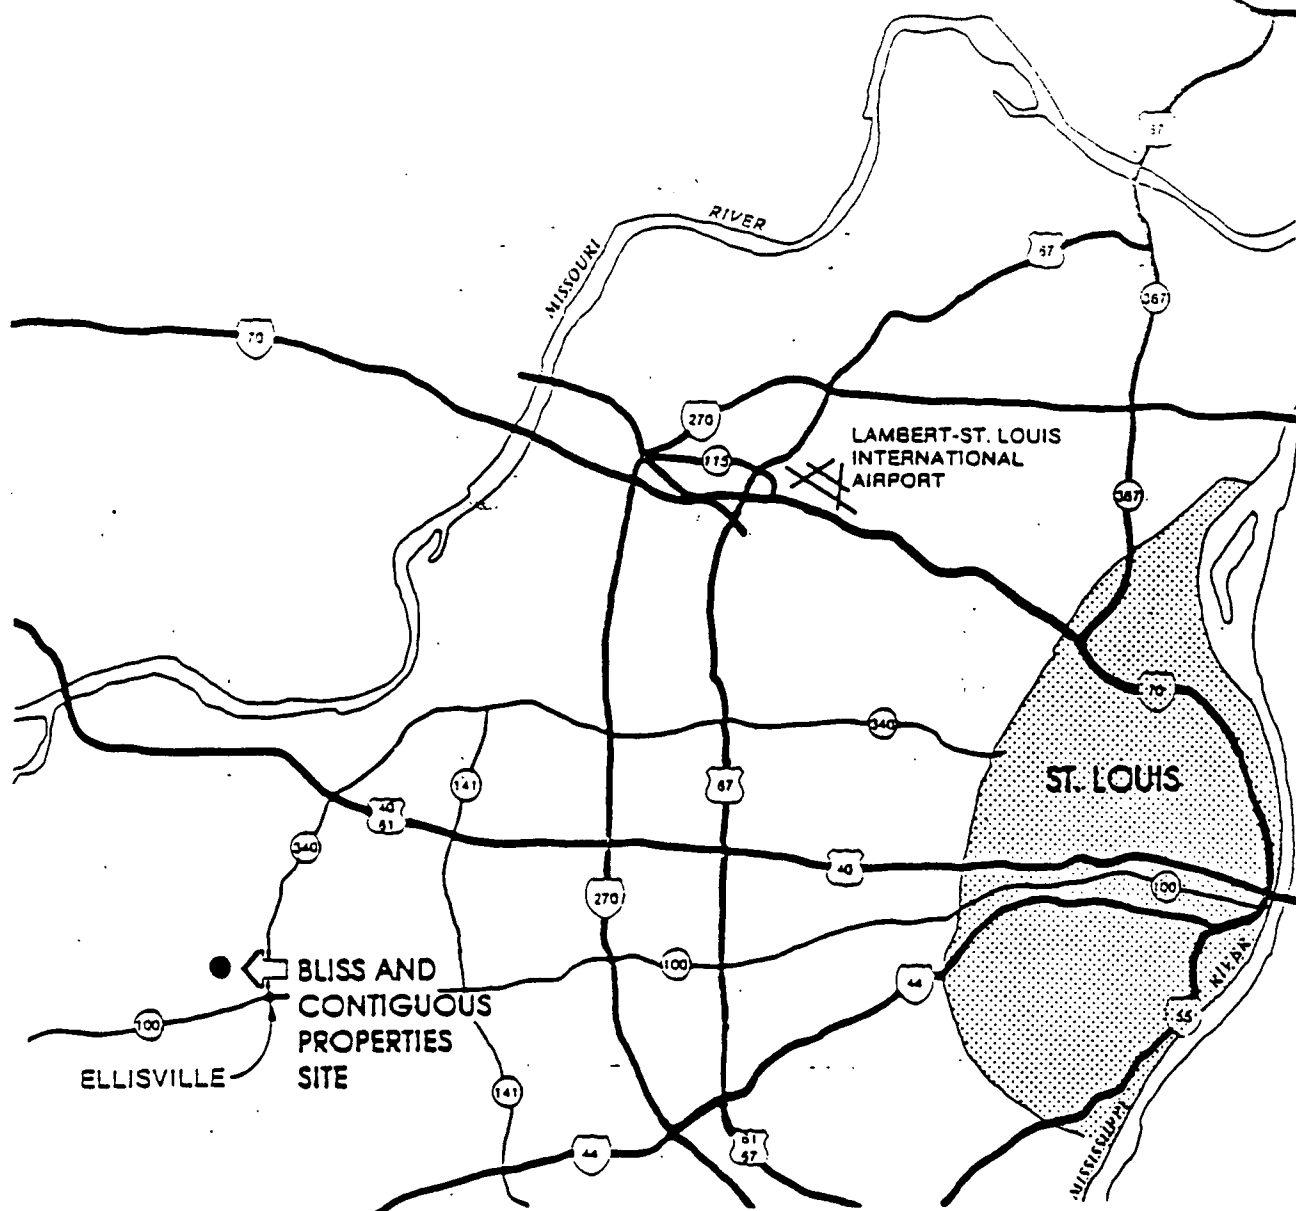 67
RIVER
67
MISSOURI
367
70
270
LAMBERT-ST. LOUIS
INTERNATIONAL
AIRPORT
115
367
70
340
ST. LOUIS
141
67
40
61
340
40
270
100
BLISS AND
CONTIGUOUS
PROPERTIES
SITE
100
44
RIVER
55
100
ELLISVILLE
141
44
61
67
MISSISSIPPI